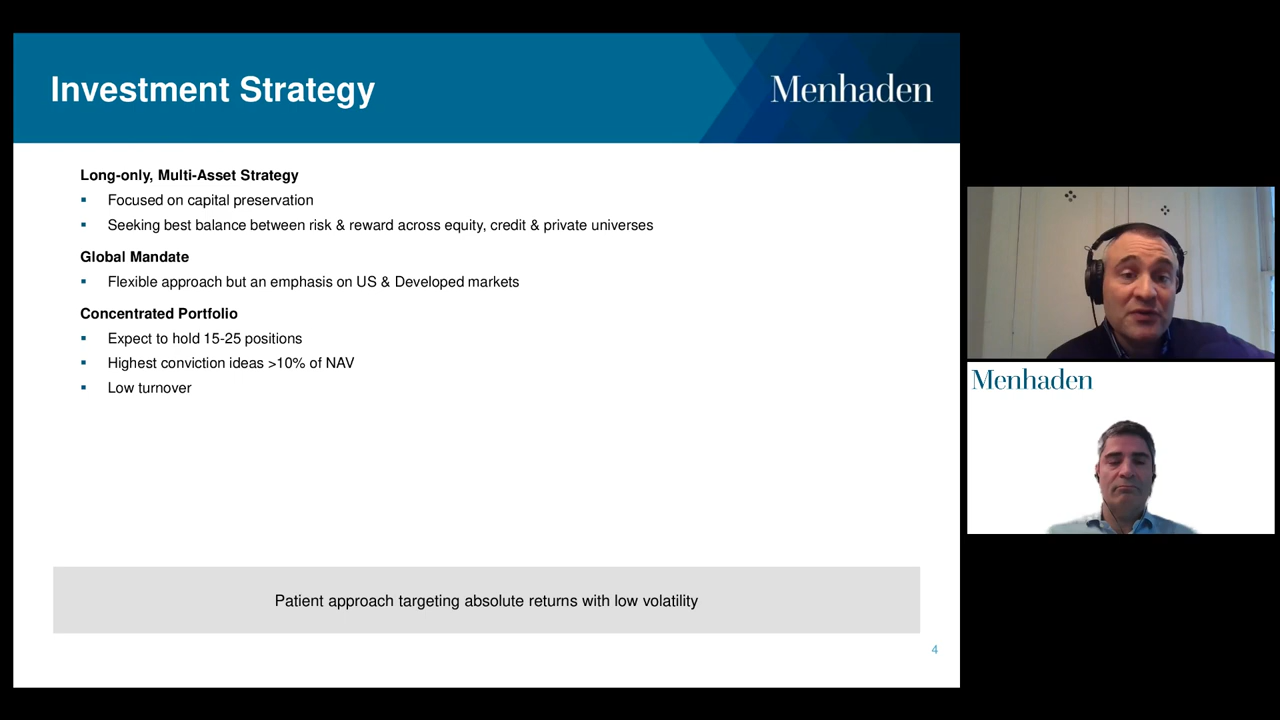 Investment Strategy
Menhaden
Long-only, Multi-Asset Strategy
▪ Focused on capital preservation
▪ Seeking best balance between risk & reward across equity, credit & private universes
Global Mandate
▪ Flexible approach but an emphasis on US & Developed markets
Concentrated Portfolio
▪ Expect to hold 15-25 positions
▪ Highest conviction ideas >10% of NAV
▪ Low turnover
Patient approach targeting absolute returns with low volatility
4
Menhaden